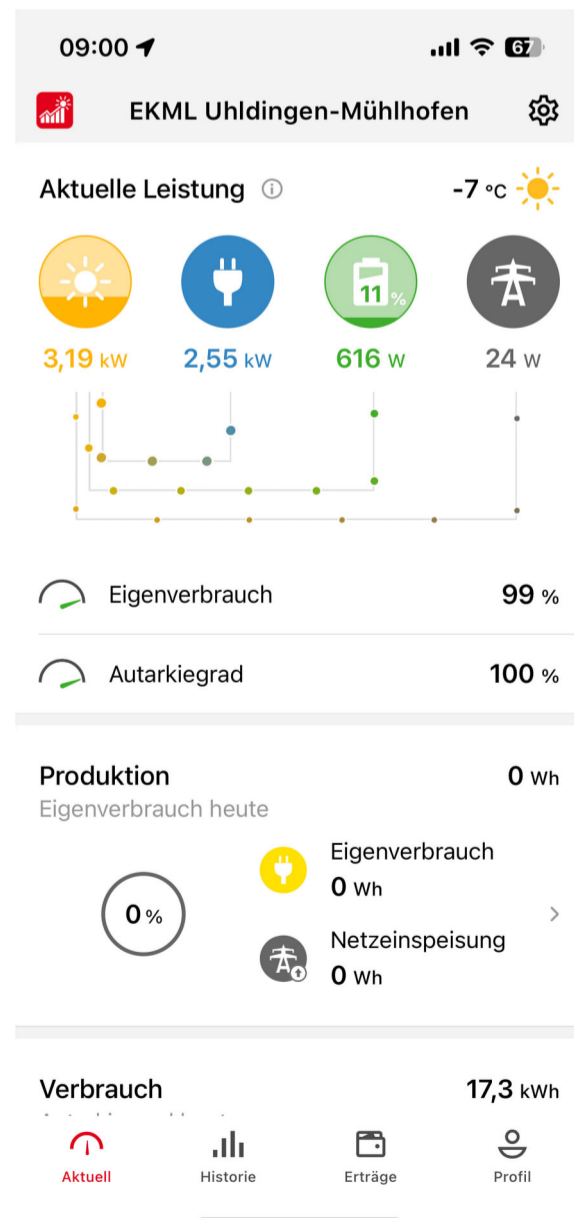 09:00
67
EKML Uhldingen-Mühlhofen
Aktuelle Leistung
-7 °C
11 %
3,19 kW 2,55 kW 616 W 24 W
Eigenverbrauch 99 %
Autarkiegrad 100 %
Produktion 0 Wh
Eigenverbrauch heute
Eigenverbrauch
0 Wh
0 %
Netzeinspeisung
0 Wh
Verbrauch 17,3 kWh
Aktuell Historie Erträge Profil